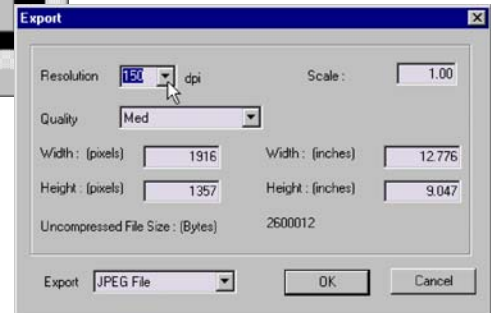 Export
Resolution 150 dpi Scale : 1.00
Quality Med
Width : (pixels) 1916 Width : (inches) 12.776
Height : (pixels) 1357 Height : (inches) 9.047
Uncompressed File Size : (Bytes) 2600012
Export JPEG File OK Cancel